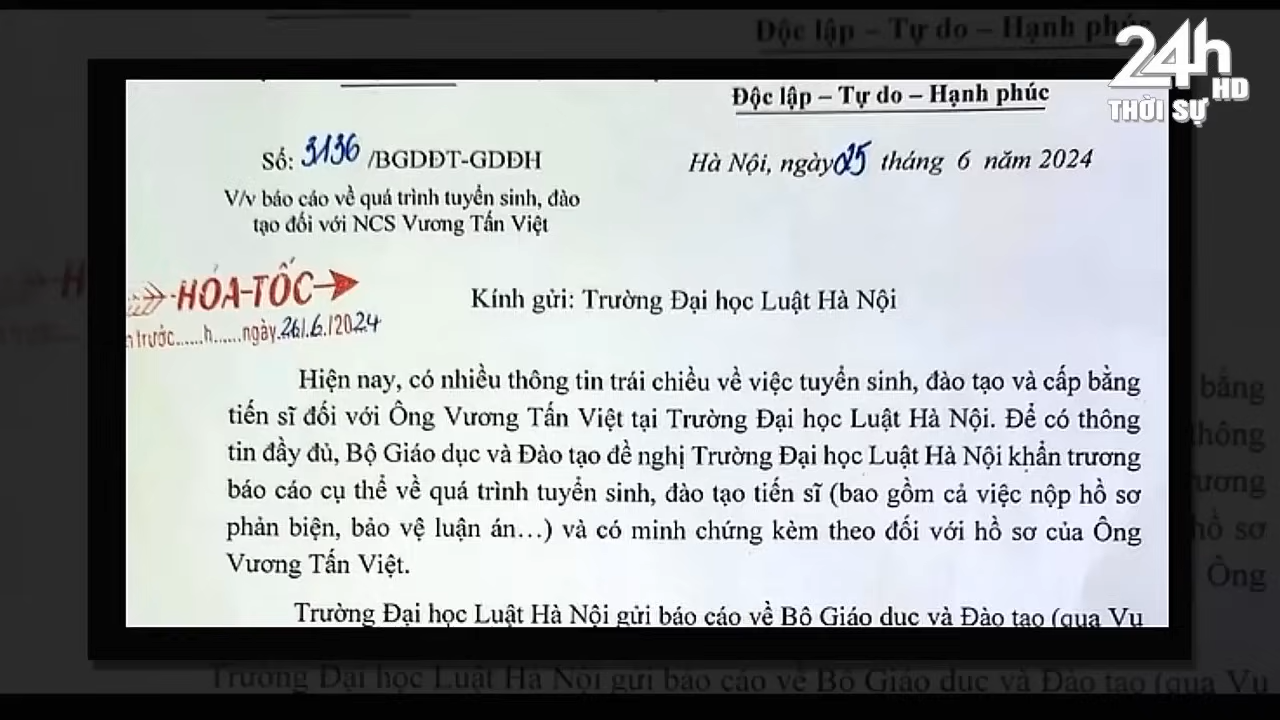 24h HD
THỜI SỰ
Độc lập – Tự do – Hạnh phúc
Số: 3136 /BGDĐT-GDĐH
Hà Nội, ngày 25 tháng 6 năm 2024
V/v báo cáo về quá trình tuyển sinh, đào
tạo đối với NCS Vương Tấn Việt
HỎA-TỐC
trước......h......ngày.26/.6./2024
Kính gửi: Trường Đại học Luật Hà Nội
Hiện nay, có nhiều thông tin trái chiều về việc tuyển sinh, đào tạo và cấp bằng
tiến sĩ đối với Ông Vương Tấn Việt tại Trường Đại học Luật Hà Nội. Để có thông
tin đầy đủ, Bộ Giáo dục và Đào tạo đề nghị Trường Đại học Luật Hà Nội khẩn trương
báo cáo cụ thể về quá trình tuyển sinh, đào tạo tiến sĩ (bao gồm cả việc nộp hồ sơ
phản biện, bảo vệ luận án…) và có minh chứng kèm theo đối với hồ sơ của Ông
Vương Tấn Việt.
Trường Đại học Luật Hà Nội gửi báo cáo về Bộ Giáo dục và Đào tạo (qua Vụ